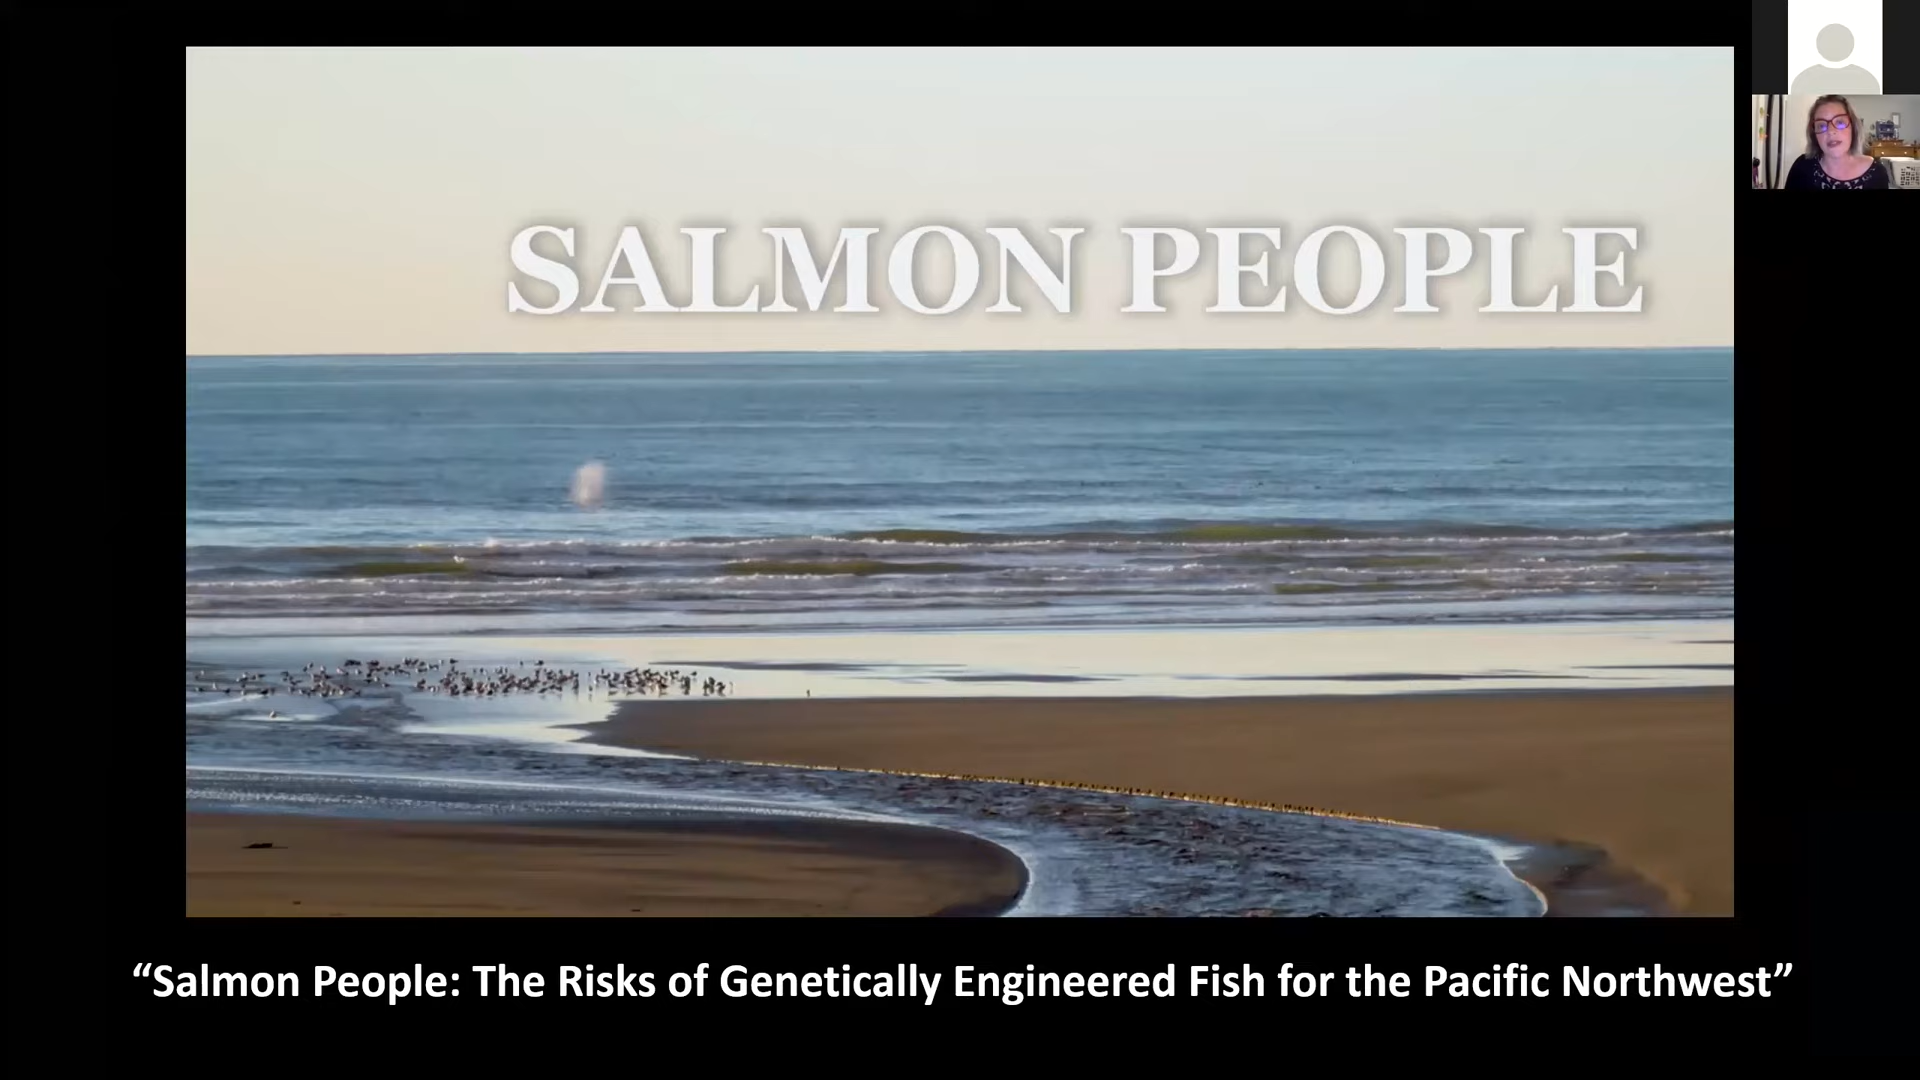 SALMON PEOPLE
“Salmon People: The Risks of Genetically Engineered Fish for the Pacific Northwest”